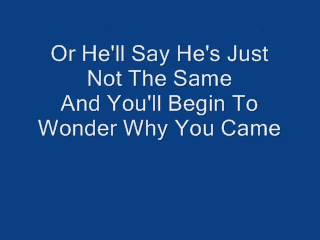 Or He'll Say He's Just
Not The Same
And You'll Begin To
Wonder Why You Came